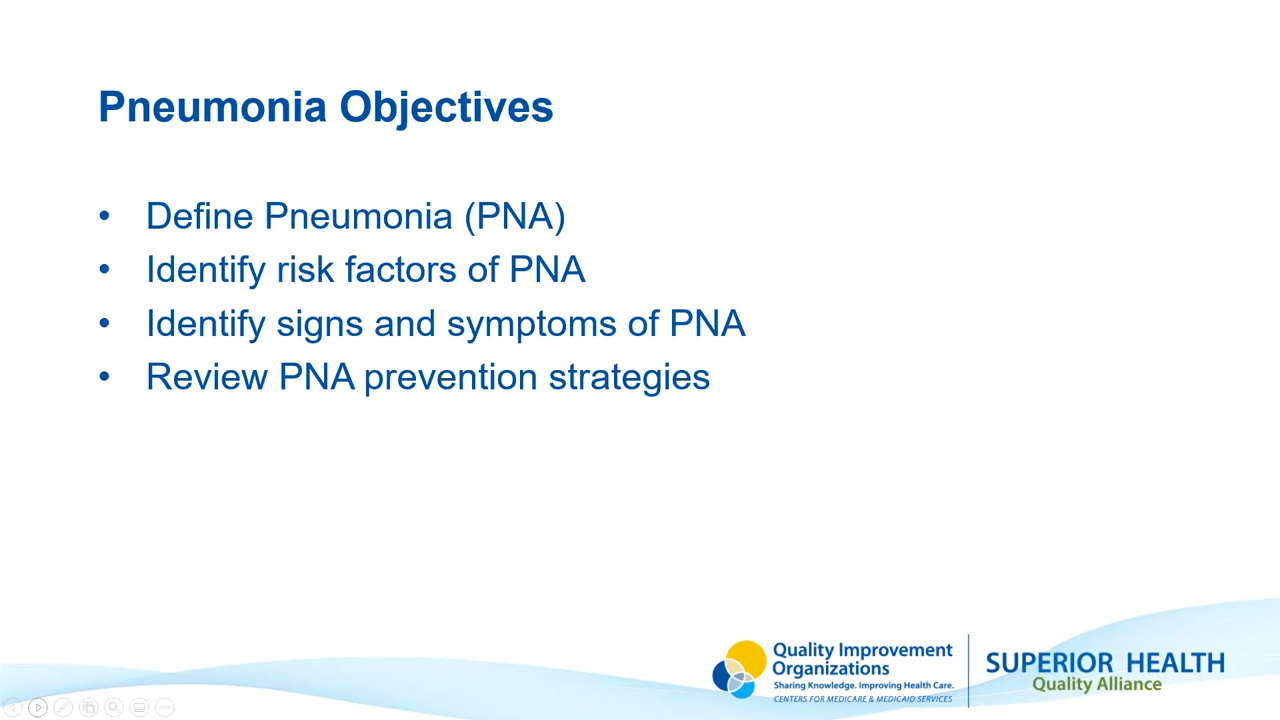 Pneumonia Objectives
• Define Pneumonia (PNA)
• Identify risk factors of PNA
• Identify signs and symptoms of PNA
• Review PNA prevention strategies
Quality Improvement
Organizations
Sharing Knowledge. Improving Health Care.
CENTERS FOR MEDICARE & MEDICAID SERVICES
SUPERIOR HEALTH
Quality Alliance